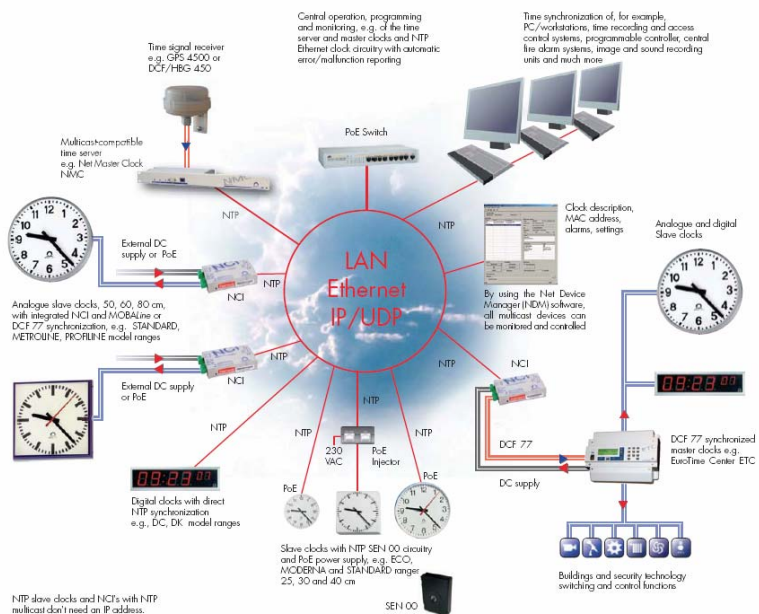 Central operation, programming
and monitoring, e.g. of the time
server and master clocks and NTP
Ethernet clock circuitry with automatic
error/malfunction reporting
Time synchronization of, for example,
PC/workstations, time recording and access
control systems, programmable controller, central
fire alarm systems, image and sound recording
units and much more
Time signal receiver
e.g. GPS 4500 or
DCF/HBG 450
PoE Switch
Multicast-compatible
time server
e.g. Net Master Clock
NMC
NTP
NTP
Clock description,
MAC address,
alarms, settings
Analogue and digital
Slave clocks
External DC
supply or PoE
NCI
NCI
NTP
LAN
Ethernet
IP/UDP
By using the Net Device
Manager (NDM) software,
all multicast devices can
be monitored and controlled
Analogue slave clocks, 50, 60, 80 cm,
with integrated NCI and MOBALine or
DCF 77 synchronization, e.g. STANDARD,
METROLINE, PROFILINE model ranges
NCI
NCI
NTP
External DC supply
or PoE
NTP
NCI
NCI
09:23 07
NTP
NTP
NTP
NTP
230
VAC
PoE
Injector
DCF 77
DC supply
DCF 77 synchronized
master clocks e.g.
EuroTime Center ETC
09:23 07
Digital clocks with direct
NTP synchronization
e.g., DC, DK model ranges
PoE
PoE
Slave clocks with NTP SEN 00 circuitry
and PoE power supply, e.g. ECO,
MODERNA and STANDARD ranges
25, 30 and 40 cm
SEN 00
Buildings and security technology
switching and control functions
NTP slave clocks and NCI's with NTP
multicast don't need an IP address.